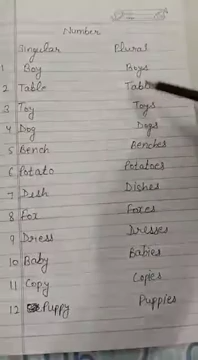 Number
Singular Plural
1 Boy Boys
2 Table Table
3 Toy Toys
4 Dog Dogs
5 Bench Benches
6 Potato Potatoes
7 Dish Dishes
8 Fox Foxes
9 Dress Dresses
10 Baby Babies
11 Copy Copies
12 Puppy Puppies